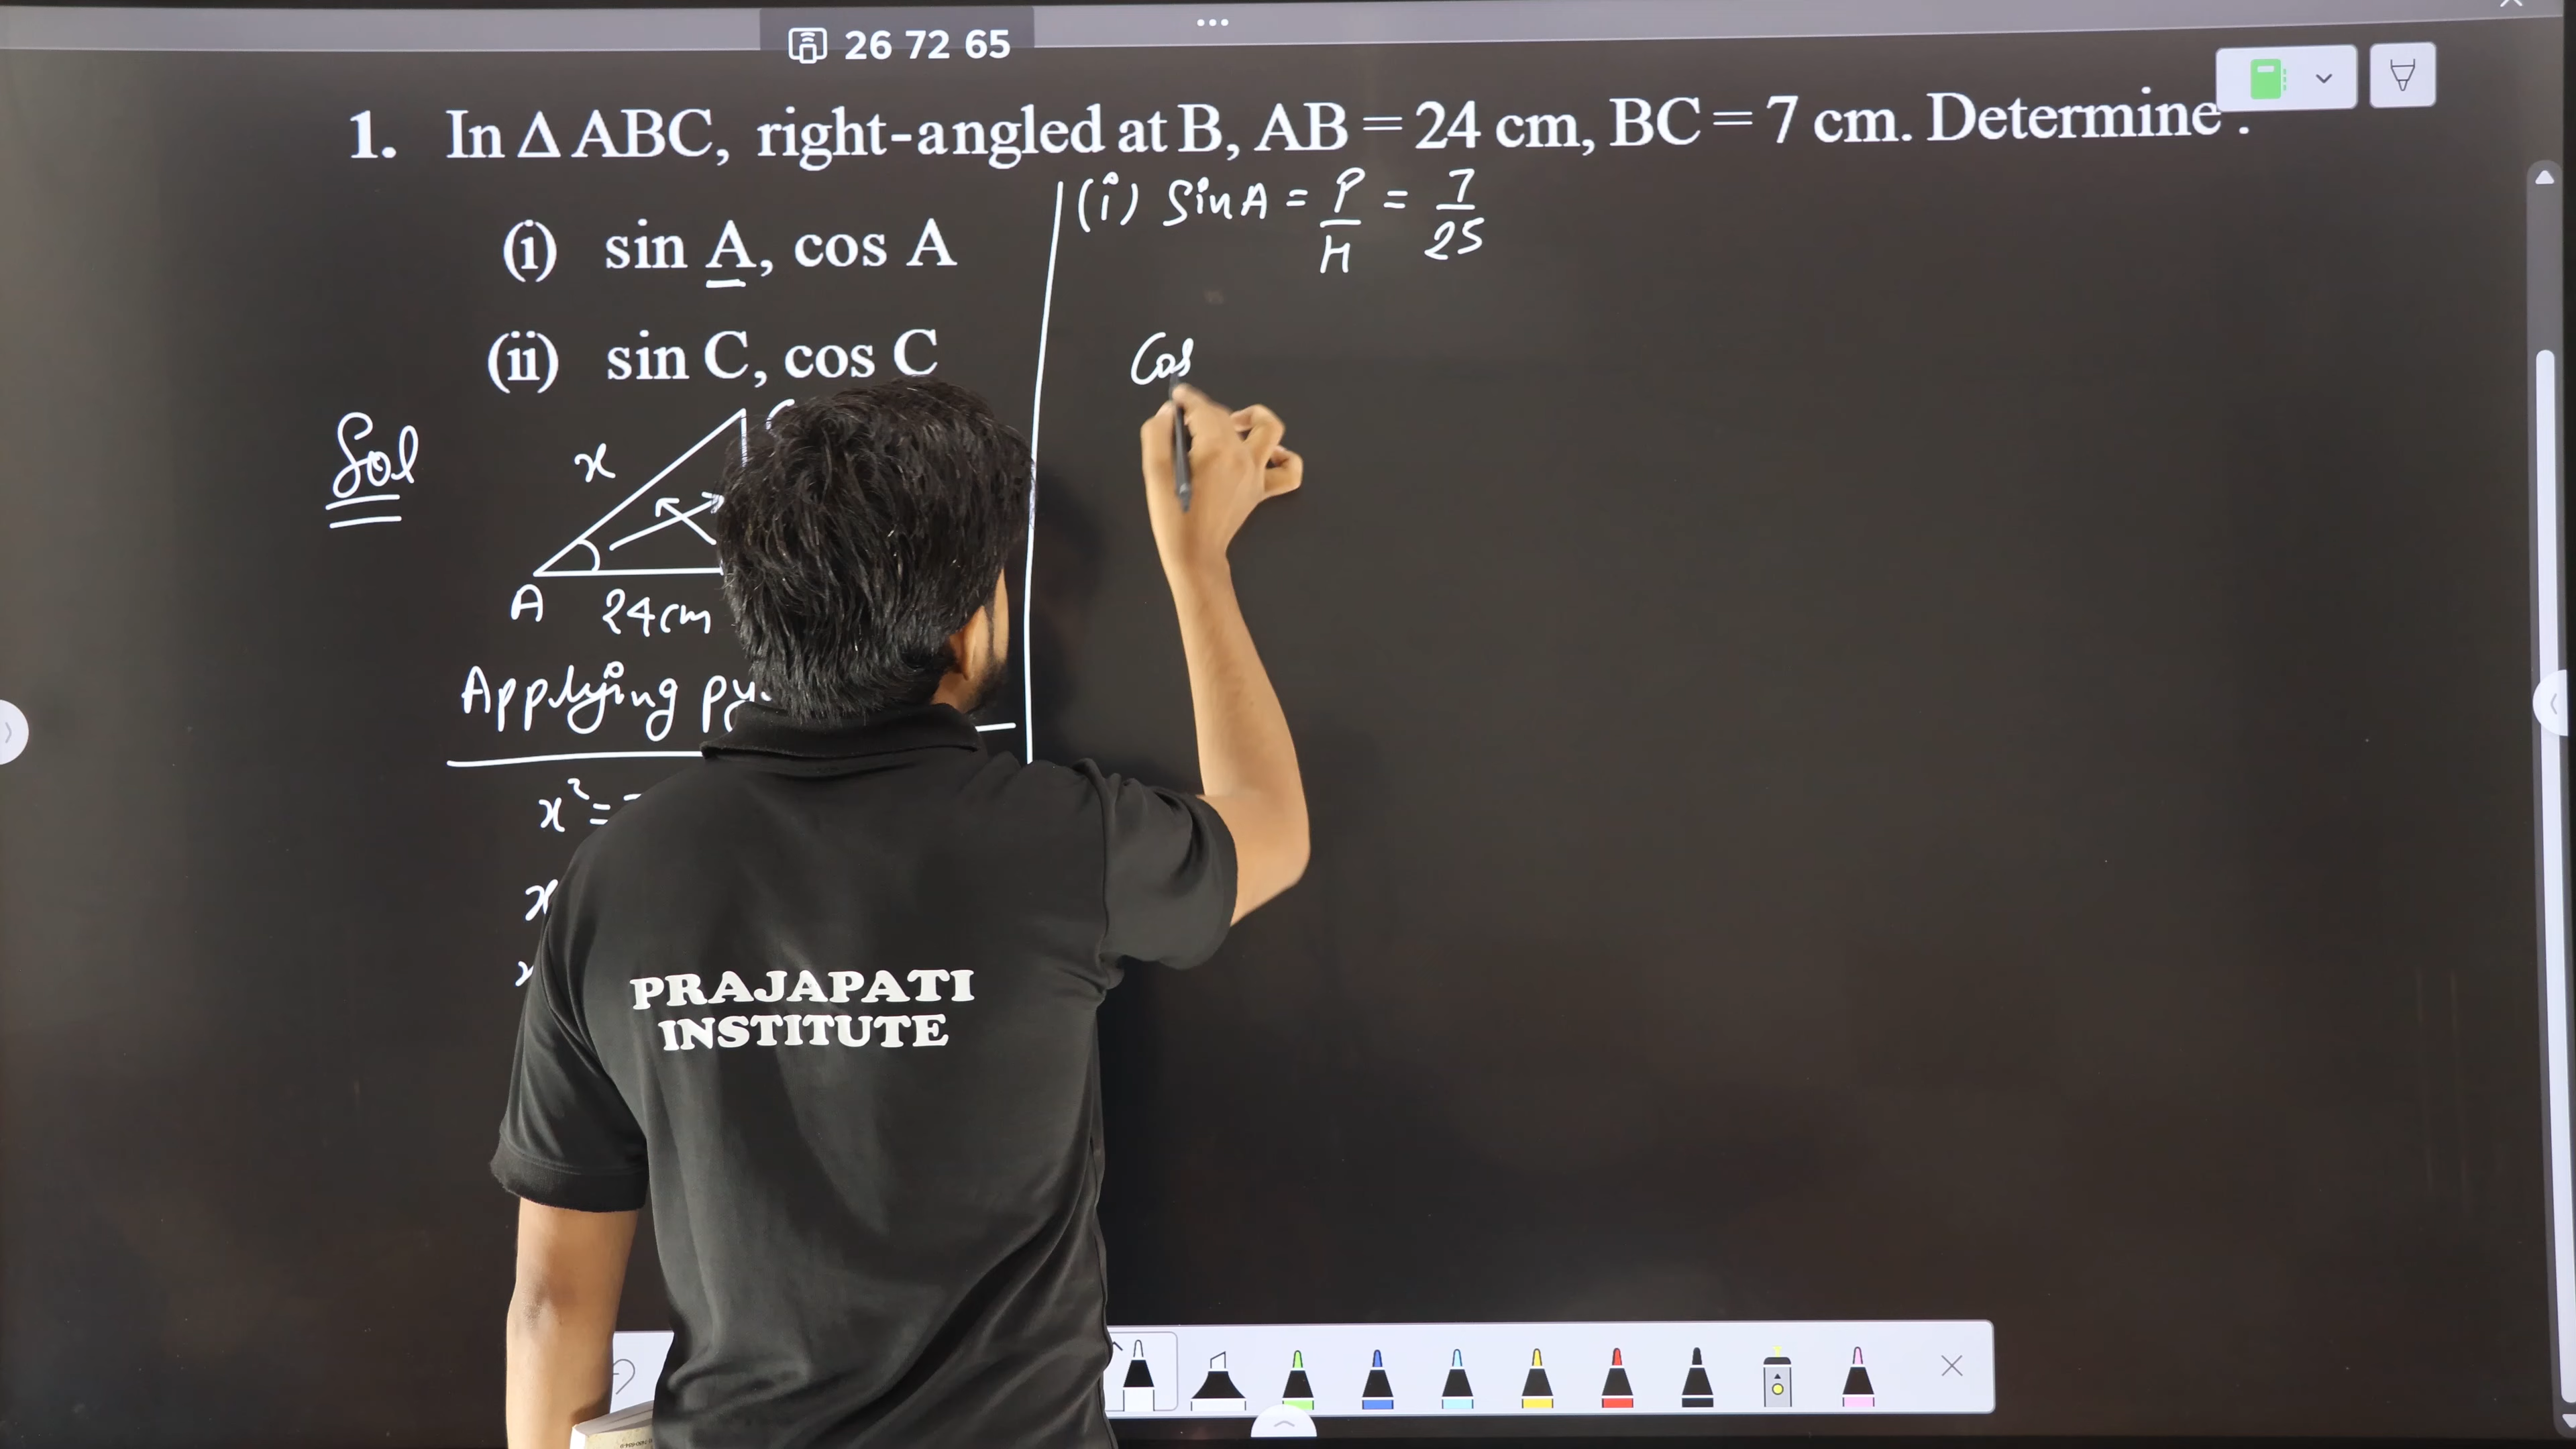 26 72 65
1. In Δ ABC, right-angled at B, AB = 24 cm, BC = 7 cm. Determine :
(i) sin A, cos A
(ii) sin C, cos C
Sol
x
A
24cm
Applying
x² =
x
(i) Sin A = P/H = 7/25
Cos
PRAJAPATI
INSTITUTE